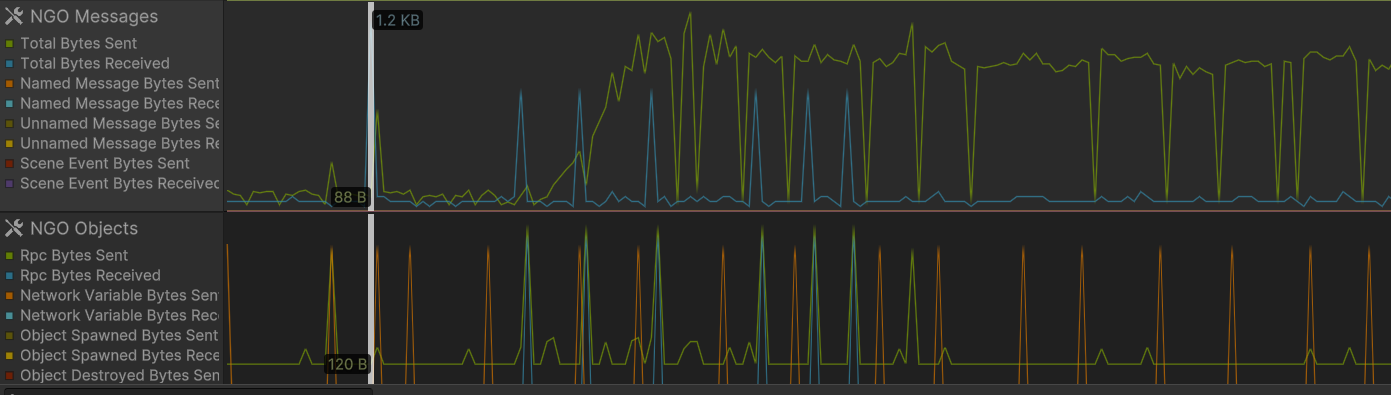 NGO Messages
1.2 KB
Total Bytes Sent
Total Bytes Received
Named Message Bytes Sent
Named Message Bytes Rece
Unnamed Message Bytes Se
Unnamed Message Bytes Re
Scene Event Bytes Sent
Scene Event Bytes Received
88 B
NGO Objects
Rpc Bytes Sent
Rpc Bytes Received
Network Variable Bytes Sen
Network Variable Bytes Rec
Object Spawned Bytes Sent
Object Spawned Bytes Rece
120 B
Object Destroyed Bytes Sen